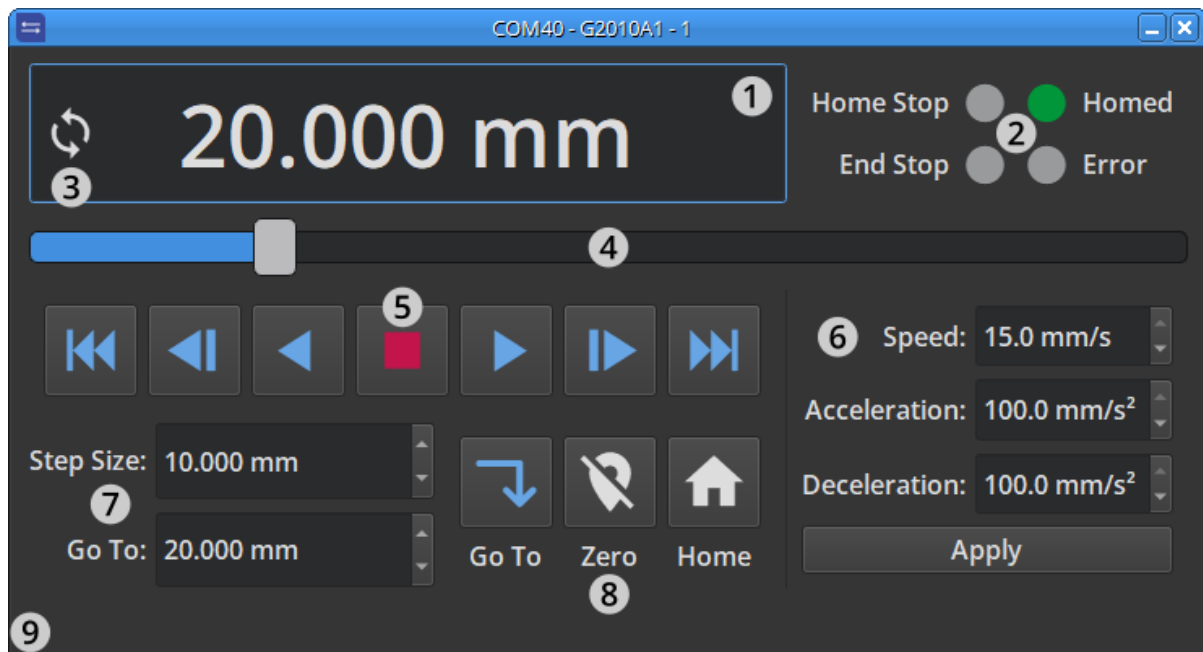 COM40 - G2010A1 - 1
1
20.000 mm
3
Home Stop
Homed
2
End Stop
Error
4
5
6
Speed: 15.0 mm/s
Acceleration: 100.0 mm/s²
Deceleration: 100.0 mm/s²
Apply
Step Size: 10.000 mm
7
Go To: 20.000 mm
Go To
Zero
Home
8
9